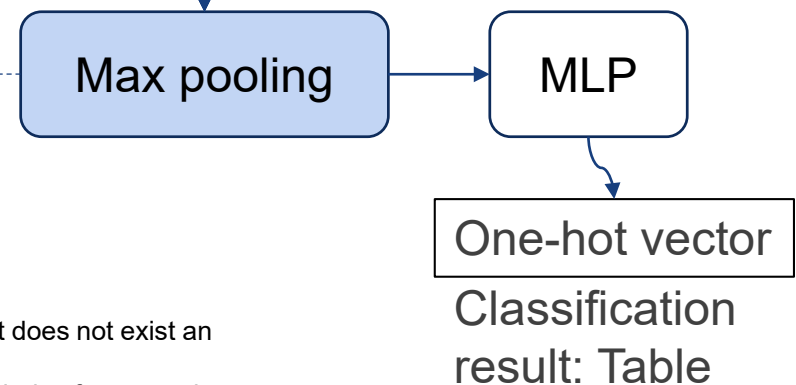 Max pooling
MLP
One-hot vector
Classification
result: Table
t does not exist an